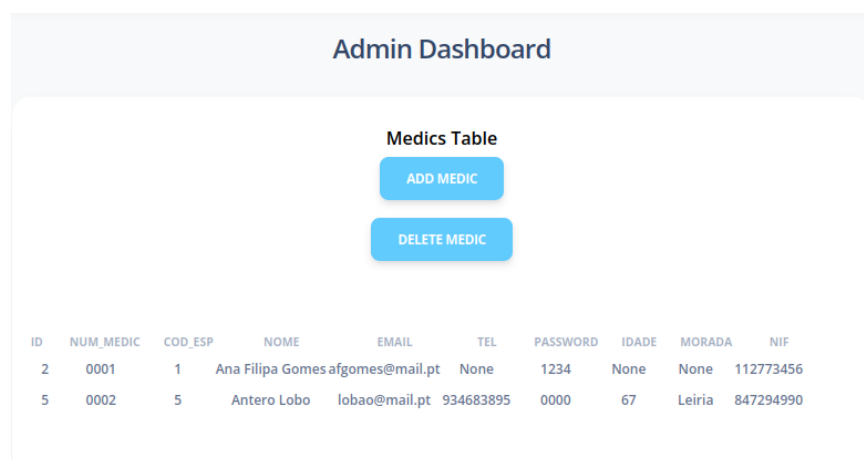 Admin Dashboard
Medics Table
ADD MEDIC
DELETE MEDIC
ID NUM_MEDIC COD_ESP NOME EMAIL TEL PASSWORD IDADE MORADA NIF
2 0001 1 Ana Filipa Gomes afgomes@mail.pt None 1234 None None 112773456
5 0002 5 Antero Lobo lobao@mail.pt 934683895 0000 67 Leiria 847294990